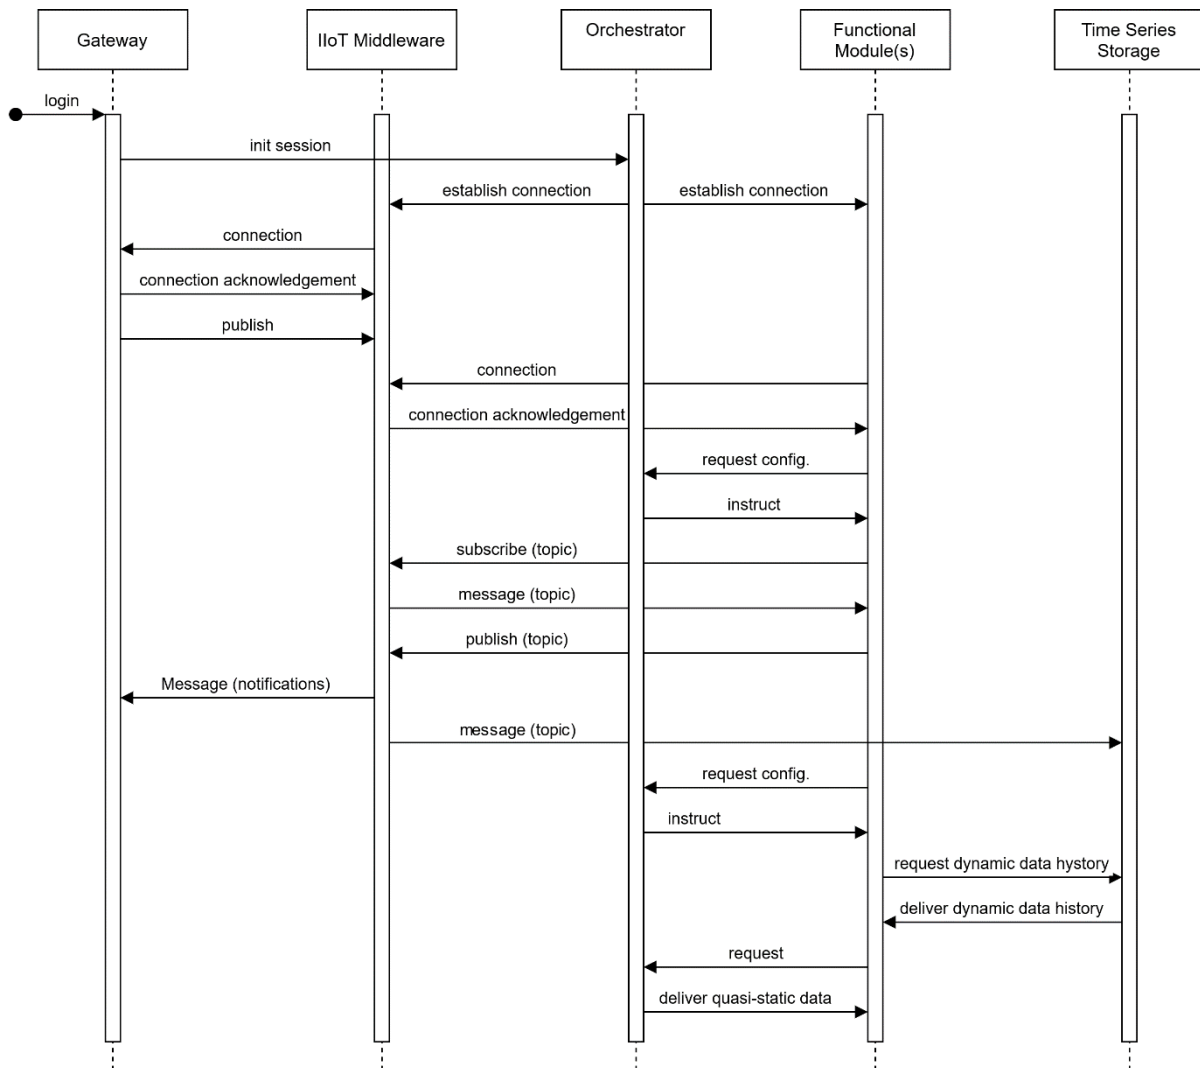 Gateway
IIoT Middleware
Orchestrator
Functional
Module(s)
Time Series
Storage
login
init session
establish connection
establish connection
connection
connection acknowledgement
publish
connection
connection acknowledgement
request config.
instruct
subscribe (topic)
message (topic)
publish (topic)
Message (notifications)
message (topic)
request config.
instruct
request dynamic data hystory
deliver dynamic data history
request
deliver quasi-static data